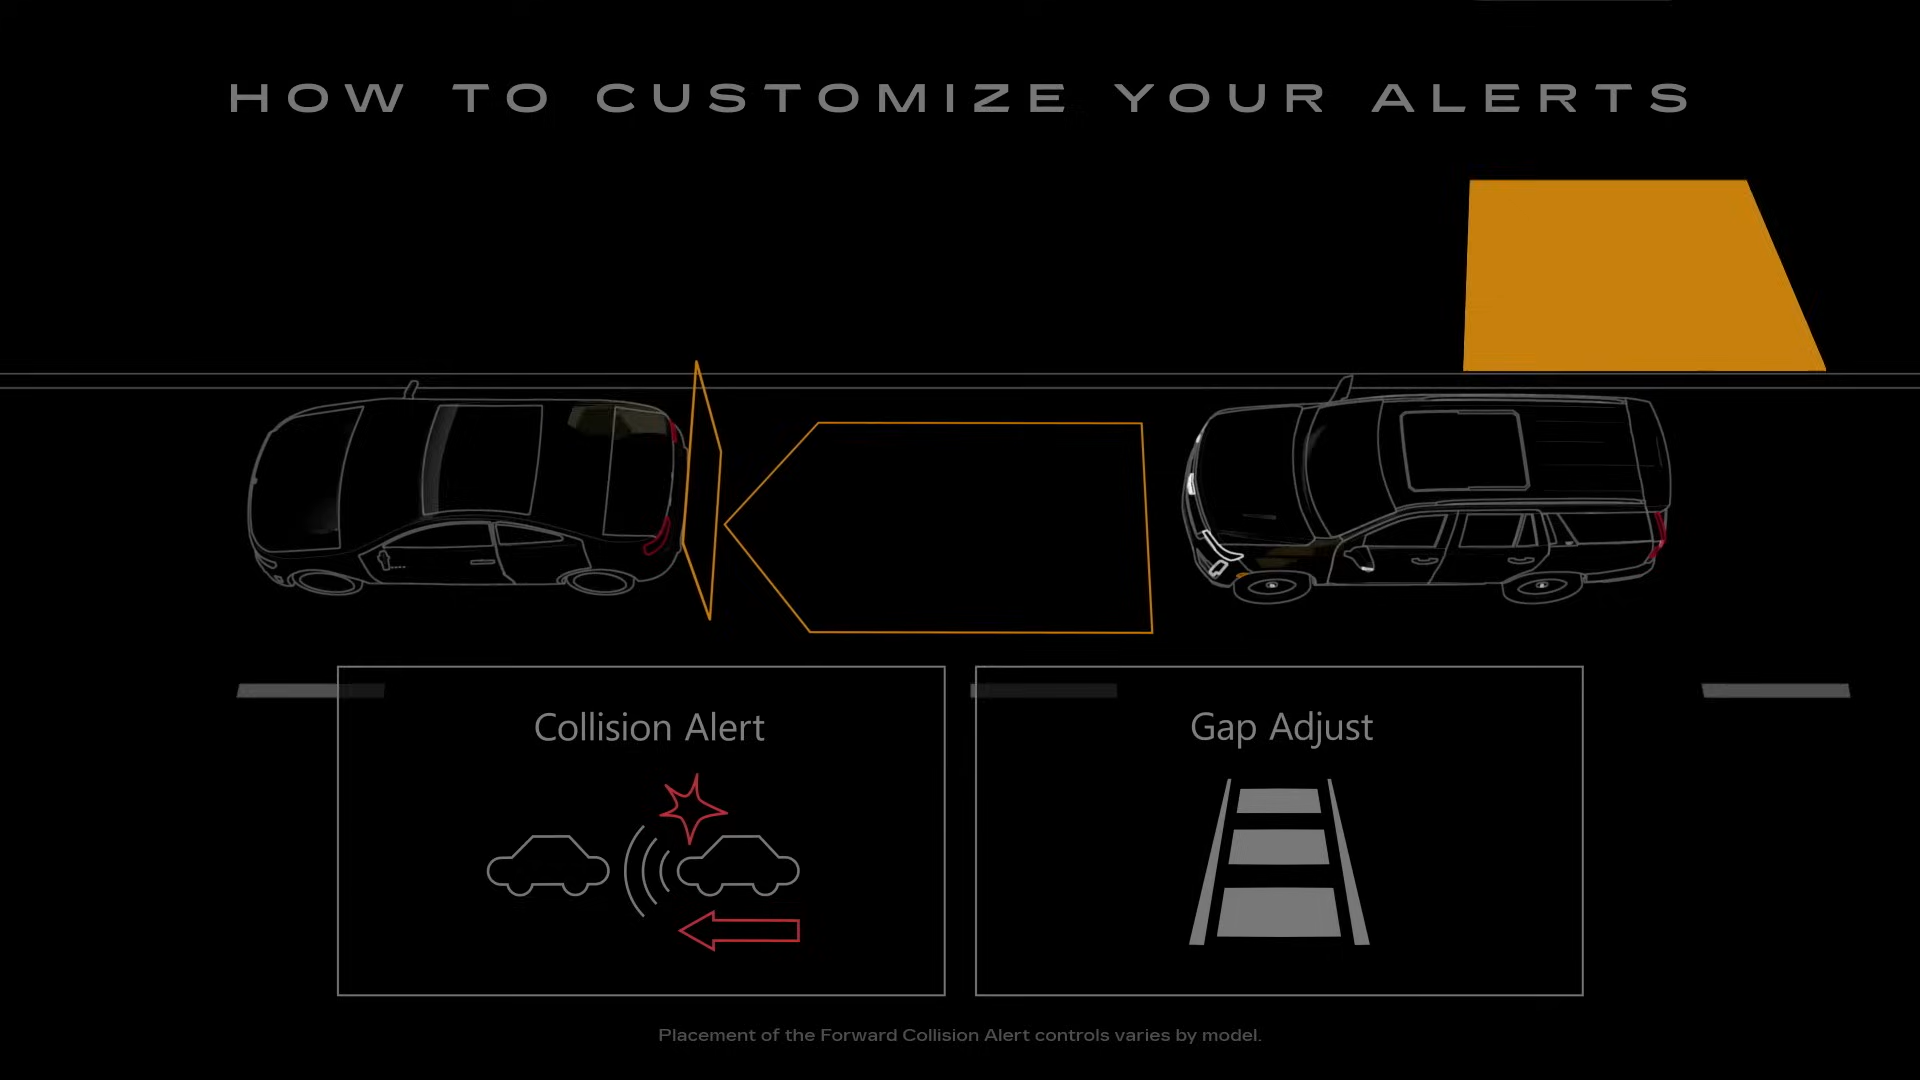 HOW TO CUSTOMIZE YOUR ALERTS
Collision Alert
Gap Adjust
Placement of the Forward Collision Alert controls varies by model.